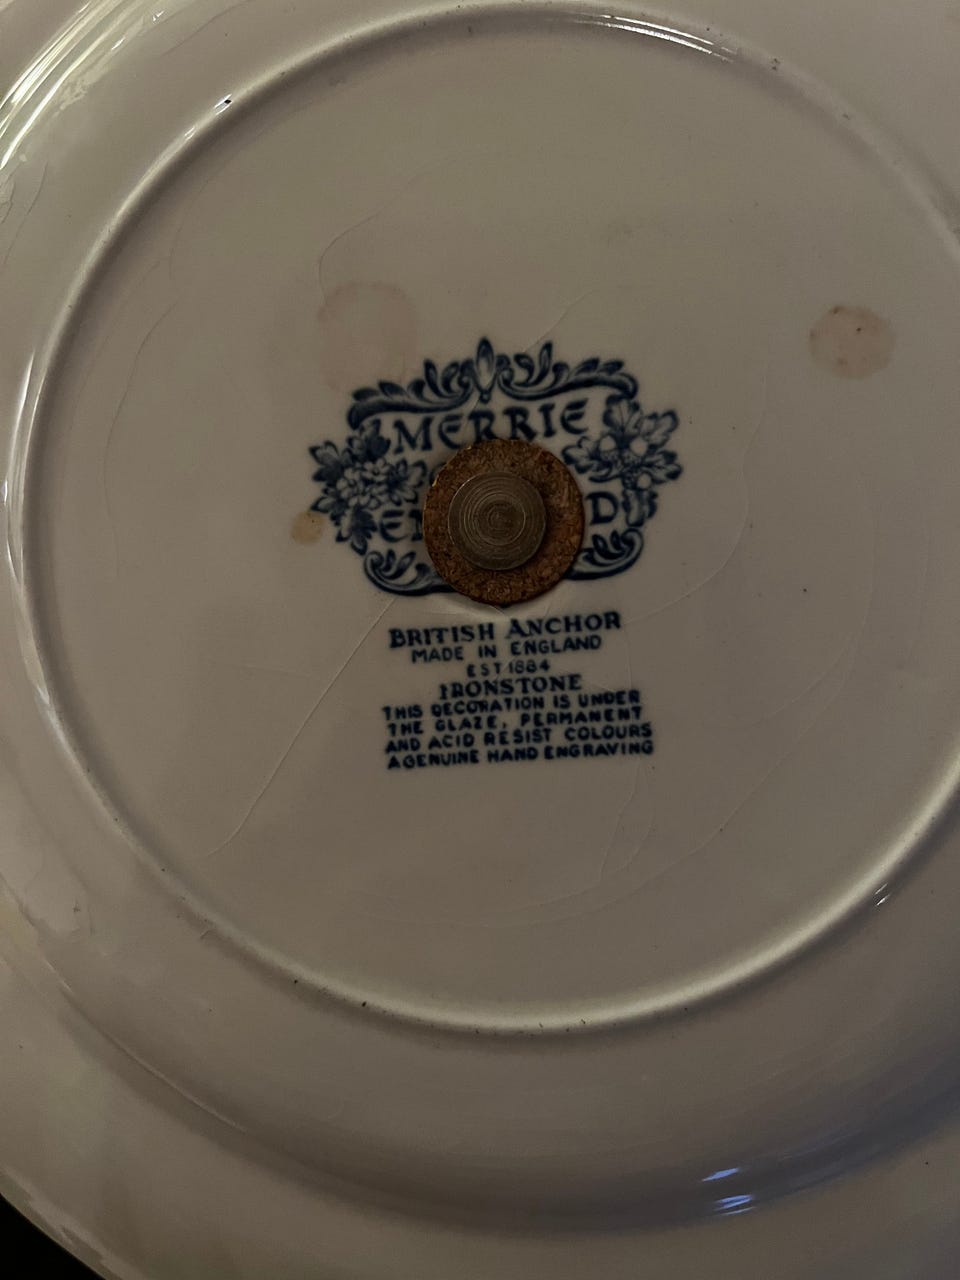 MERRIE
BRITISH ANCHOR
MADE IN ENGLAND
EST 1884
IRONSTONE
THIS DECORATION IS UNDER
THE GLAZE, PERMANENT
AND ACID RESIST COLOURS
A GENUINE HAND ENGRAVING